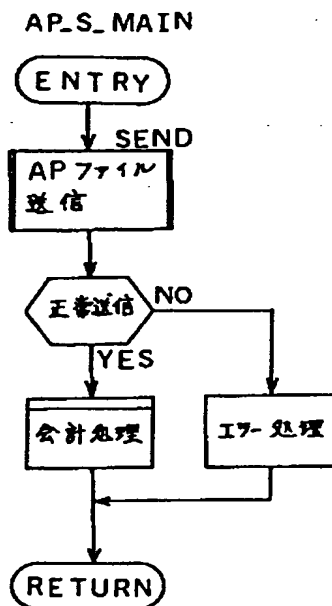 AP_S_MAIN
ENTRY
SEND
APファイル
送信
正常送信
NO
YES
会計処理
エラー処理
RETURN